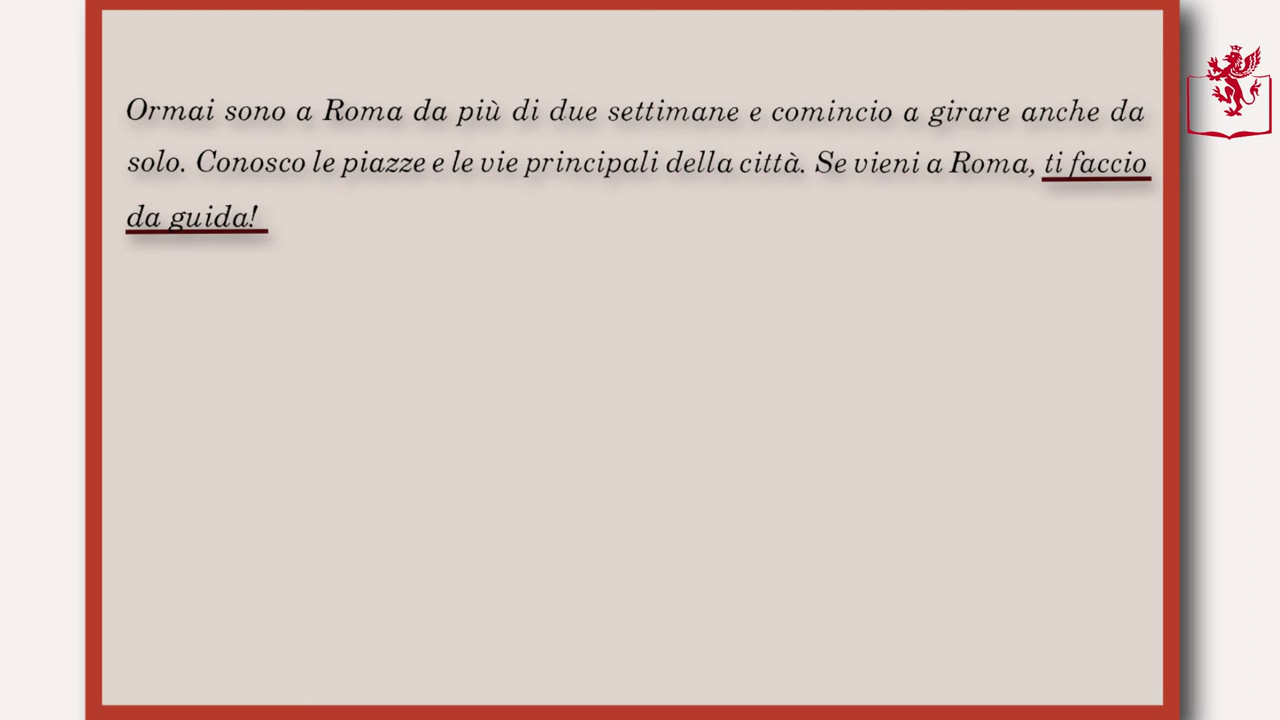 Ormai sono a Roma da più di due settimane e comincio a girare anche da
solo. Conosco le piazze e le vie principali della città. Se vieni a Roma, ti faccio
da guida!